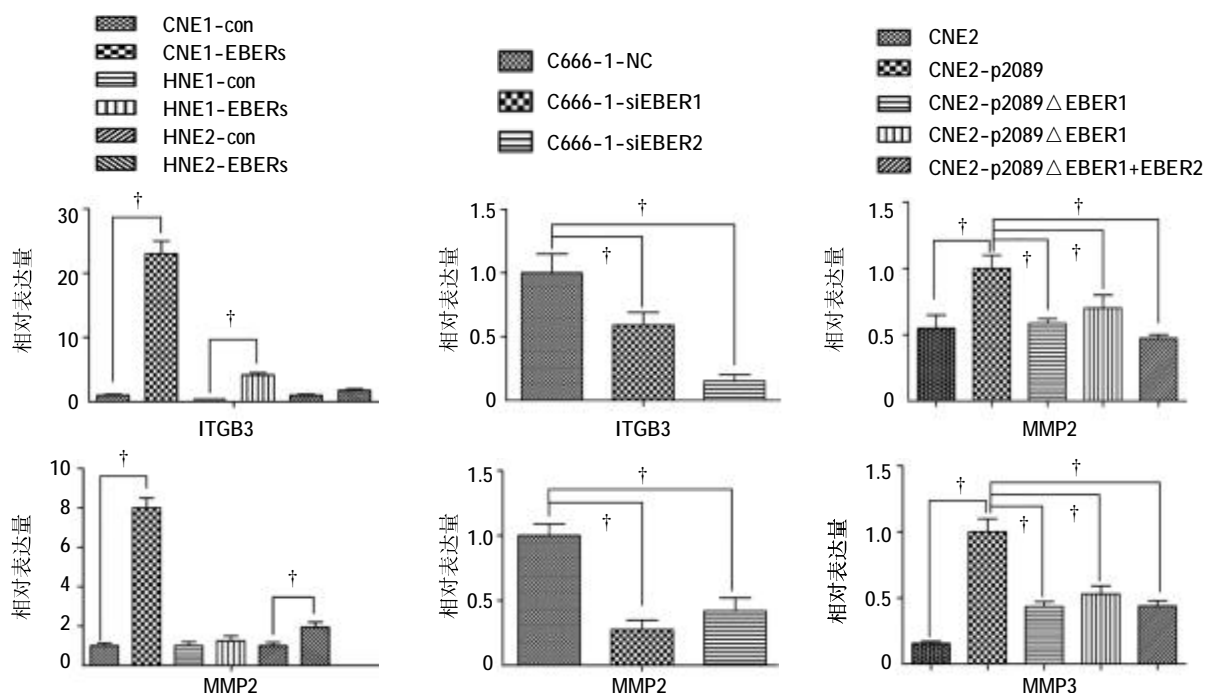 CNE1-con
CNE1-EBERs
HNE1-con
HNE1-EBERs
HNE2-con
HNE2-EBERs
C666-1-NC
C666-1-siEBER1
C666-1-siEBER2
CNE2
CNE2-p2089
CNE2-p2089△EBER1
CNE2-p2089△EBER1
CNE2-p2089△EBER1+EBER2
相对表达量
30
20
10
0
†
†
ITGB3
相对表达量
1.5
1.0
0.5
0
†
†
ITGB3
相对表达量
1.5
1.0
0.5
0
†
†
†
†
MMP2
相对表达量
10
8
6
4
2
0
†
†
MMP2
相对表达量
1.5
1.0
0.5
0
†
†
MMP2
相对表达量
1.5
1.0
0.5
0
†
†
†
†
MMP3